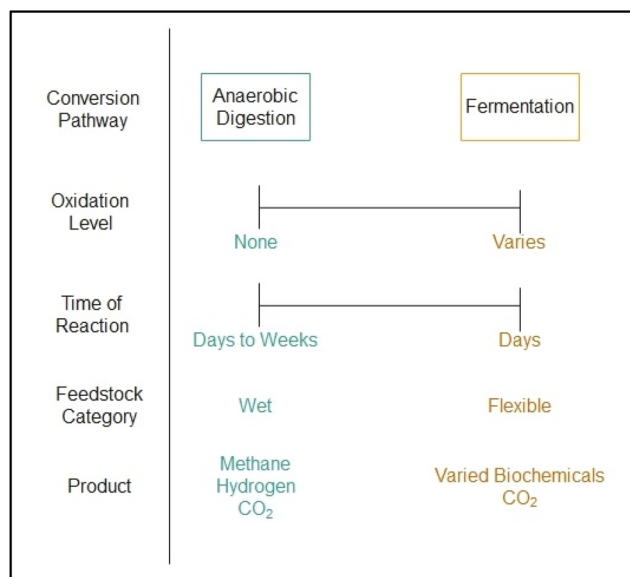 Conversion
Pathway
Anaerobic
Digestion
Fermentation
Oxidation
Level
None
Varies
Time of
Reaction
Days to Weeks
Days
Feedstock
Category
Wet
Flexible
Product
Methane
Hydrogen
CO₂
Varied Biochemicals
CO₂